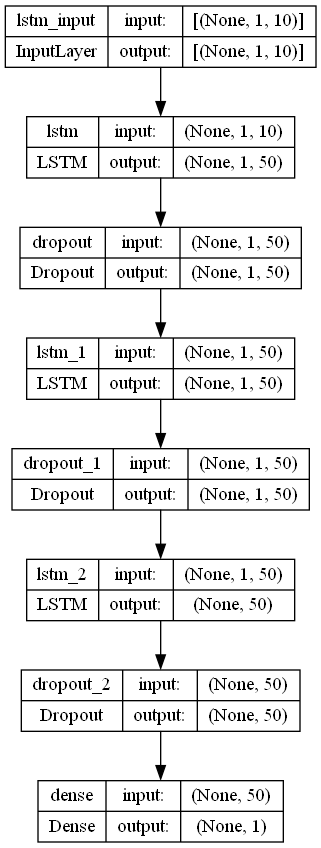 lstm_input input: [(None, 1, 10)]
InputLayer output: [(None, 1, 10)]
lstm input: (None, 1, 10)
LSTM output: (None, 1, 50)
dropout input: (None, 1, 50)
Dropout output: (None, 1, 50)
lstm_1 input: (None, 1, 50)
LSTM output: (None, 1, 50)
dropout_1 input: (None, 1, 50)
Dropout output: (None, 1, 50)
lstm_2 input: (None, 1, 50)
LSTM output: (None, 50)
dropout_2 input: (None, 50)
Dropout output: (None, 50)
dense input: (None, 50)
Dense output: (None, 1)